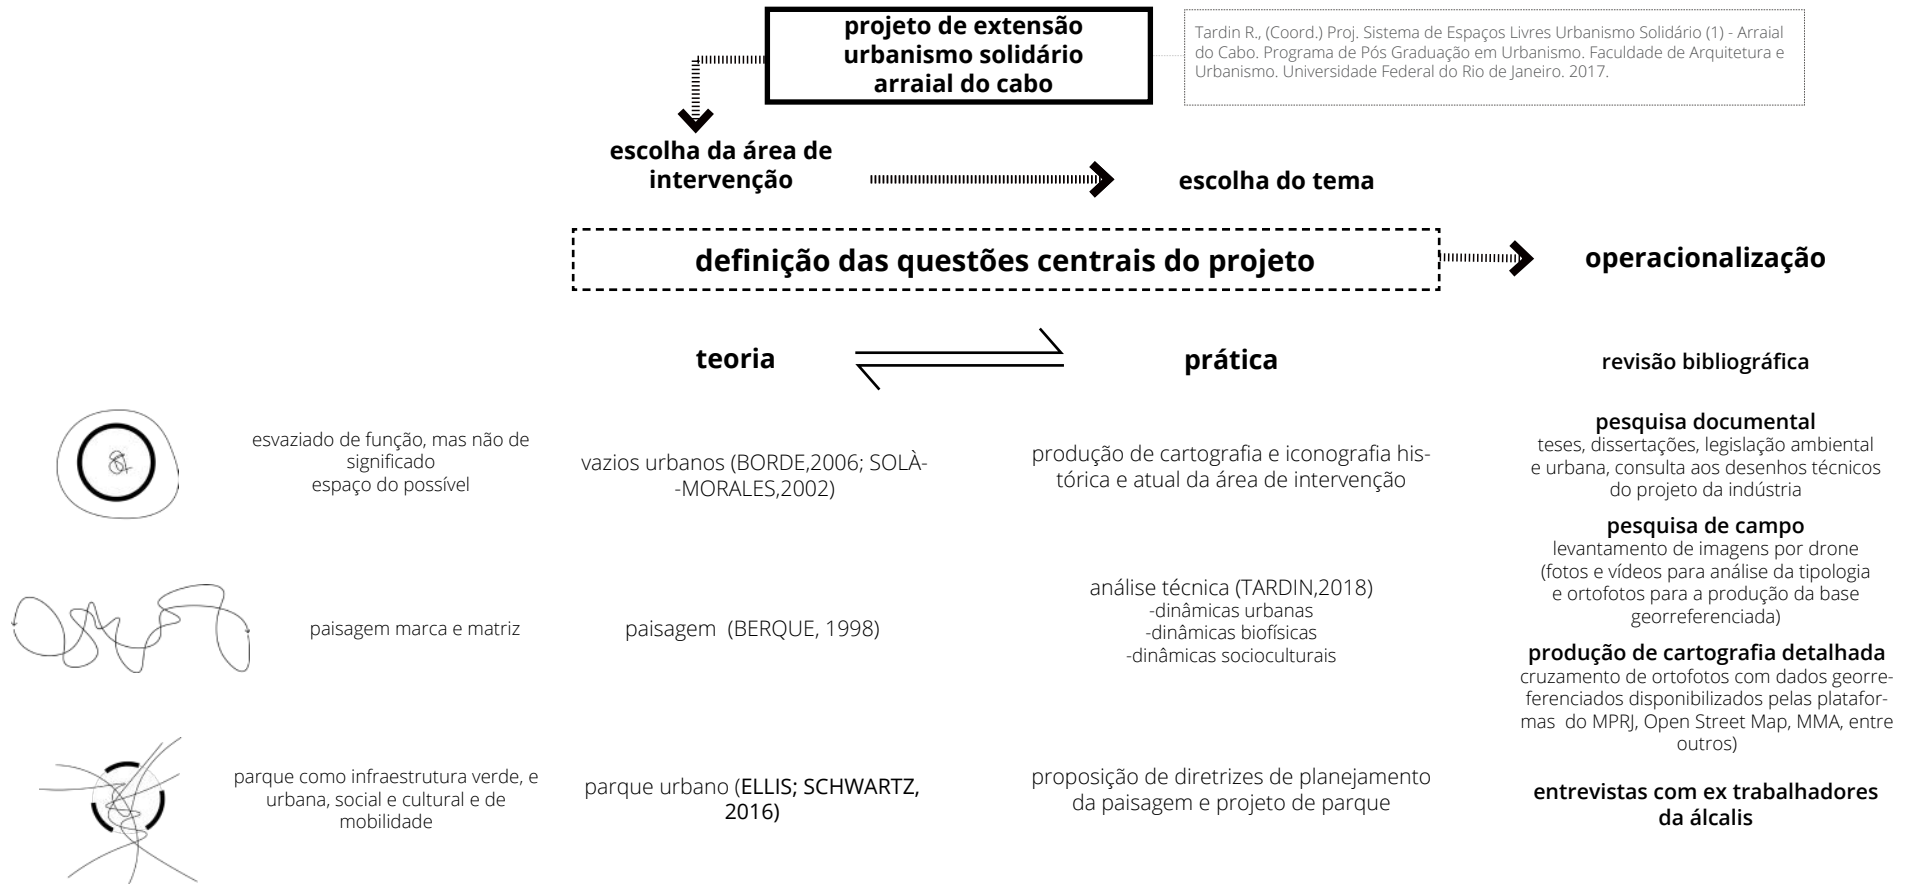 projeto de extensão
urbanismo solidário
arraial do cabo
Tardin R., (Coord.) Proj. Sistema de Espaços Livres Urbanismo Solidário (1) - Arraial
do Cabo. Programa de Pós Graduação em Urbanismo. Faculdade de Arquitetura e
Urbanismo. Universidade Federal do Rio de Janeiro. 2017.
escolha da área de
intervenção
escolha do tema
definição das questões centrais do projeto
operacionalização
teoria
prática
revisão bibliográfica
esvaziado de função, mas não de
significado
espaço do possível
vazios urbanos (BORDE,2006; SOLÀ-
-MORALES,2002)
produção de cartografia e iconografia his-
tórica e atual da área de intervenção
pesquisa documental
teses, dissertações, legislação ambiental
e urbana, consulta aos desenhos técnicos
do projeto da indústria
pesquisa de campo
levantamento de imagens por drone
(fotos e vídeos para análise da tipologia
e ortofotos para a produção da base
georreferenciada)
paisagem marca e matriz
paisagem  (BERQUE, 1998)
análise técnica (TARDIN,2018)
-dinâmicas urbanas
-dinâmicas biofísicas
-dinâmicas socioculturais
produção de cartografia detalhada
cruzamento de ortofotos com dados georre-
ferenciados disponibilizados pelas platafor-
mas  do MPRJ, Open Street Map, MMA, entre
outros)
parque como infraestrutura verde, e
urbana, social e cultural e de
mobilidade
parque urbano (ELLIS; SCHWARTZ,
2016)
proposição de diretrizes de planejamento
da paisagem e projeto de parque
entrevistas com ex trabalhadores
da álcalis